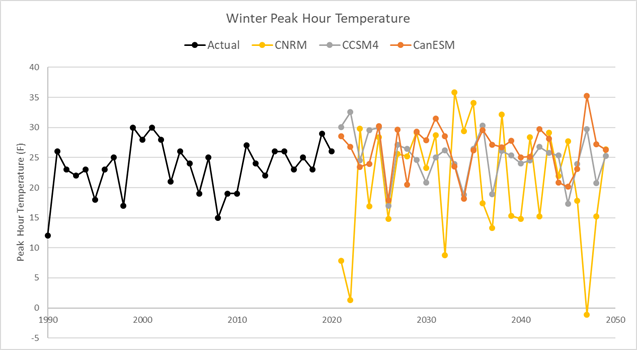 Winter Peak Hour Temperature
Actual CNRM CCSM4 CanESM
Peak Hour Temperature (F)
40
35
30
25
20
15
10
5
0
-5
1990 2000 2010 2020 2030 2040 2050